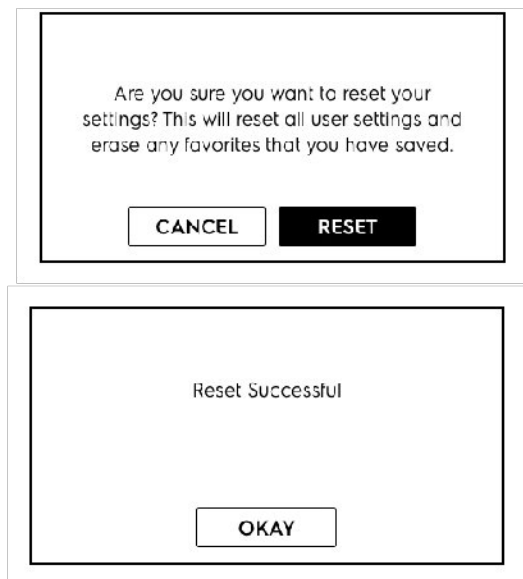 Are you sure you want to reset your
settings? This will reset all user settings and
erase any favorites that you have saved.
CANCEL RESET
Reset Successful
OKAY